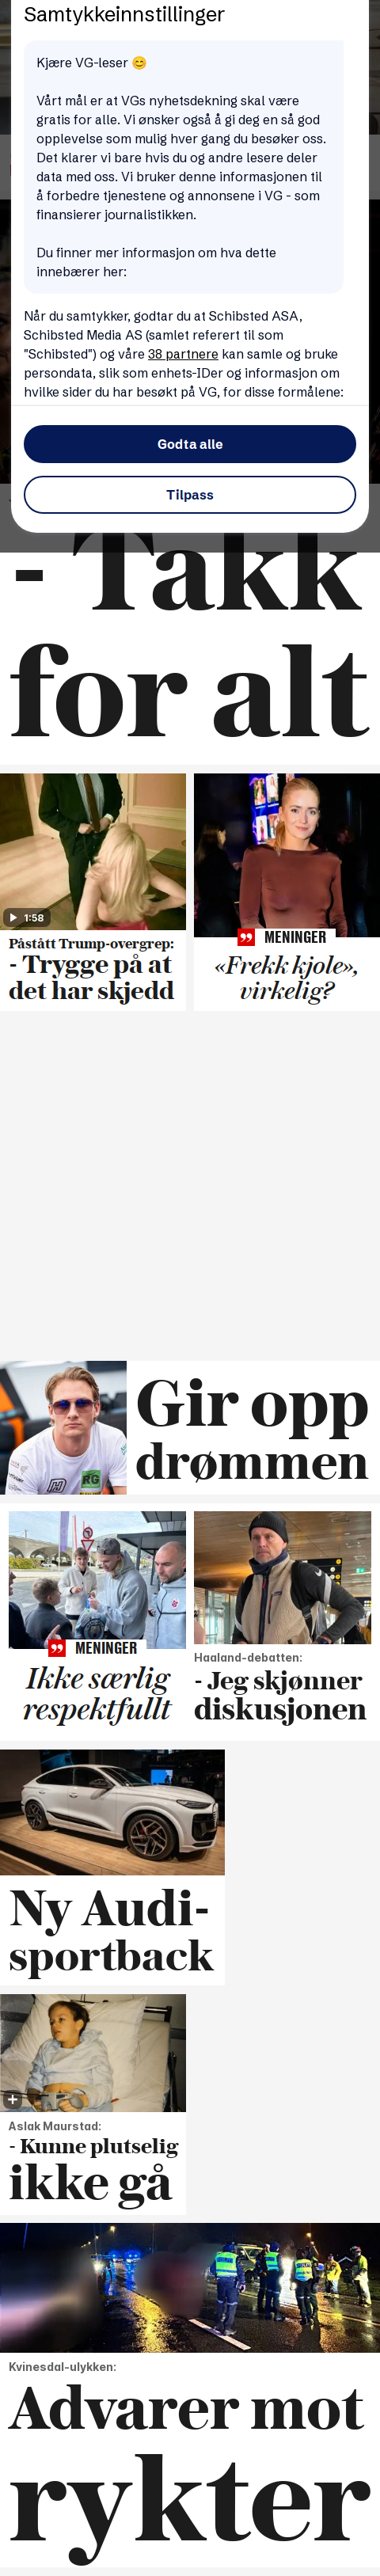 Samtykkeinnstillinger
Kjære VG-leser 😊
Vårt mål er at VGs nyhetsdekning skal være
gratis for alle. Vi ønsker også å gi deg en så god
opplevelse som mulig hver gang du besøker oss.
Det klarer vi bare hvis du og andre lesere deler
data med oss. Vi bruker denne informasjonen til
å forbedre tjenestene og annonsene i VG - som
finansierer journalistikken.
Du finner mer informasjon om hva dette
innebærer her:
Når du samtykker, godtar du at Schibsted ASA,
Schibsted Media AS (samlet referert til som
"Schibsted") og våre 38 partnere kan samle og bruke
persondata, slik som enhets-IDer og informasjon om
hvilke sider du har besøkt på VG, for disse formålene:
Godta alle
Tilpass
- Takk
for alt
1:58
Påstått Trump-overgrep:
- Trygge på at
det har skjedd
MENINGER
«Frekk kjole»,
virkelig?
RG
Gir opp
drømmen
MENINGER
Ikke særlig
respektfullt
Haaland-debatten:
- Jeg skjønner
diskusjonen
Ny Audi-
sportback
Aslak Maurstad:
- Kunne plutselig
ikke gå
Kvinesdal-ulykken:
Advarer mot
rykter